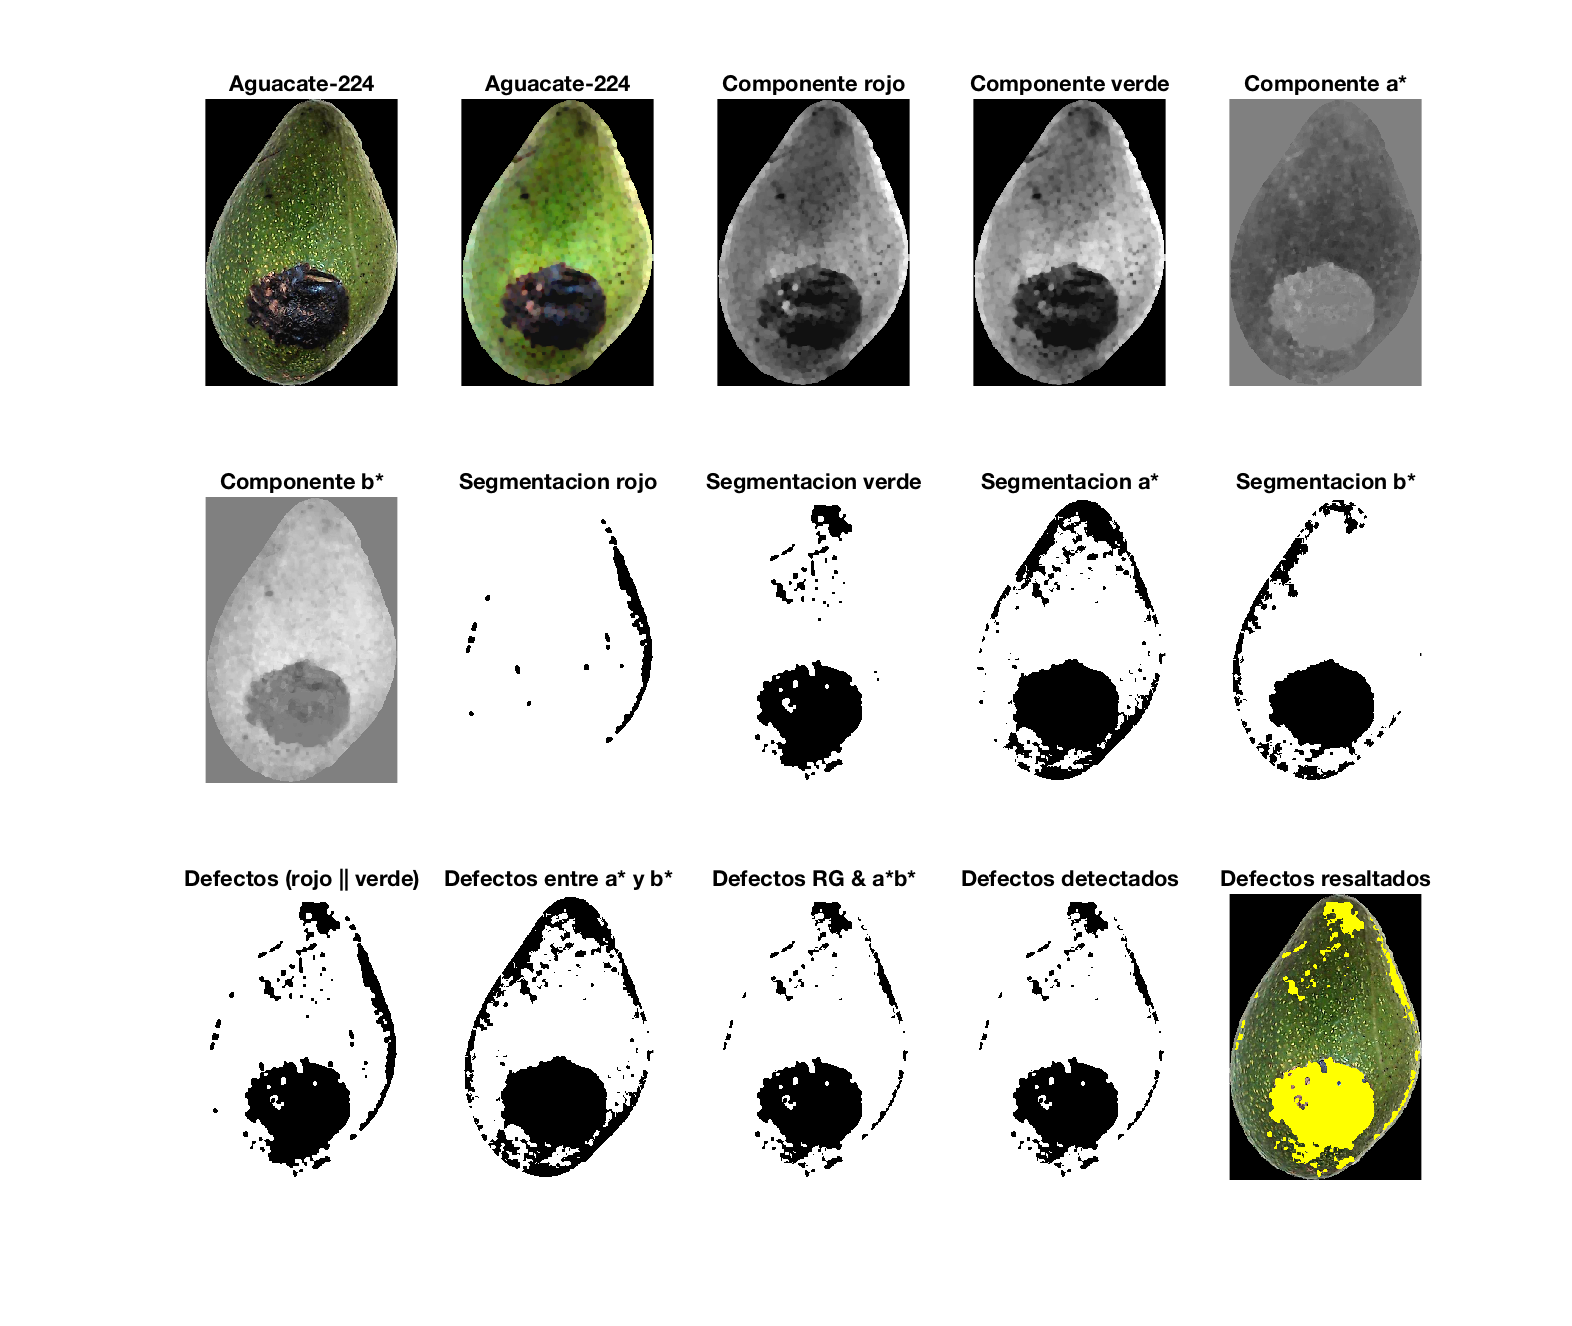 Aguacate-224
Aguacate-224
Componente rojo
Componente verde
Componente a*
Componente b*
Segmentacion rojo
Segmentacion verde
Segmentacion a*
Segmentacion b*
Defectos (rojo || verde)
Defectos entre a* y b*
Defectos RG & a*b*
Defectos detectados
Defectos resaltados